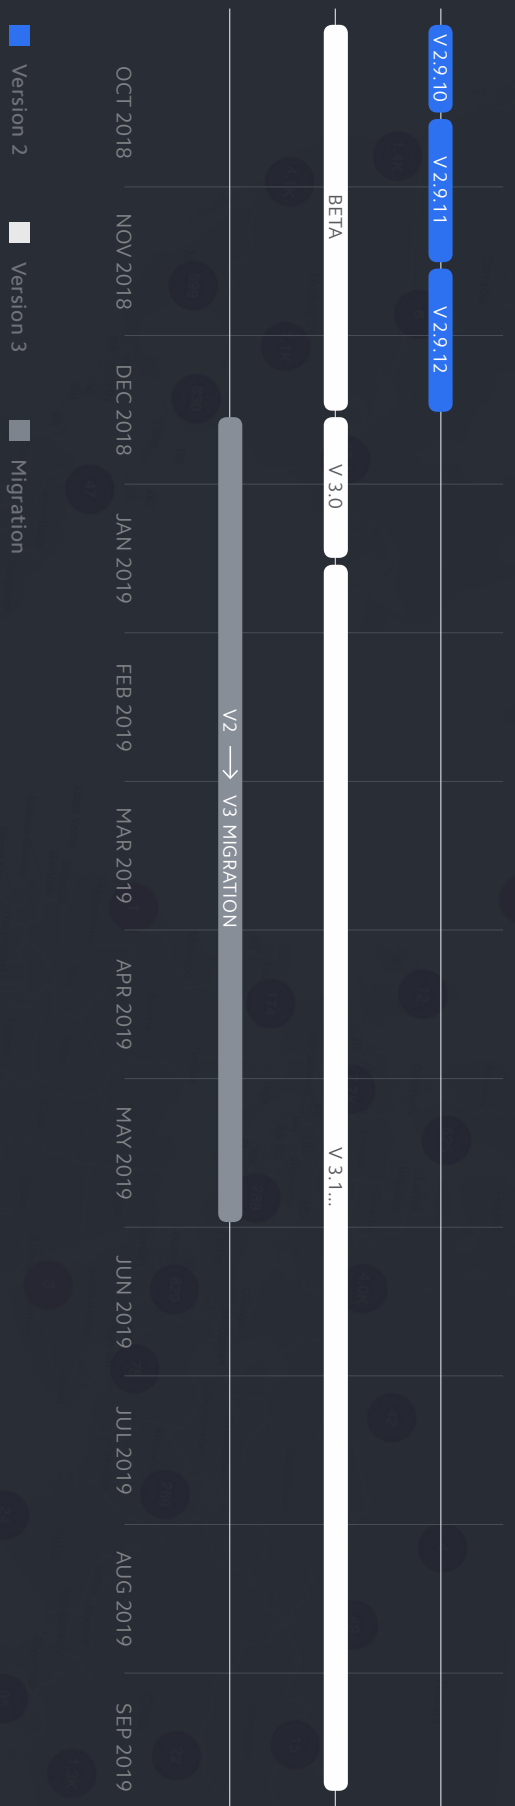 V 2.9.10
V 2.9.11
V 2.9.12
BETA
V 3.0
V 3.1...
V2 → V3 MIGRATION
OCT 2018
NOV 2018
DEC 2018
JAN 2019
FEB 2019
MAR 2019
APR 2019
MAY 2019
JUN 2019
JUL 2019
AUG 2019
SEP 2019
Version 2
Version 3
Migration